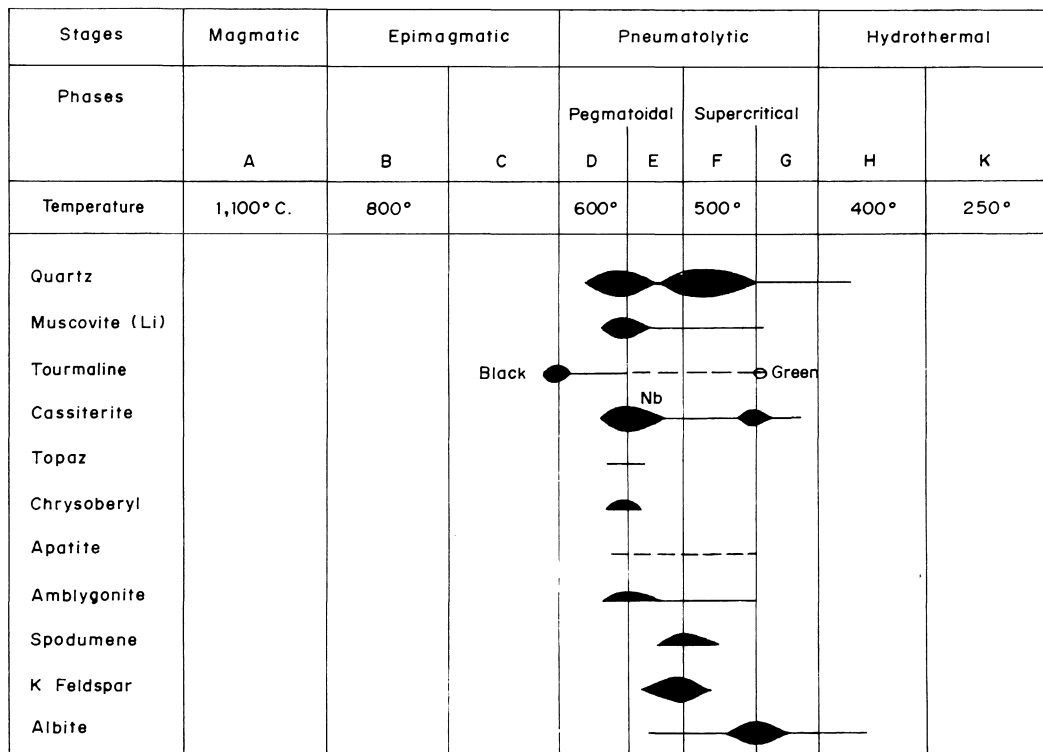 Stages Magmatic Epimagmatic Pneumatolytic Hydrothermal
Phases
Pegmatoidal Supercritical
A B C D E F G H K
Temperature 1,100° C. 800° 600° 500° 400° 250°
Quartz
Muscovite (Li)
Tourmaline Black Green
Nb
Cassiterite
Topaz
Chrysoberyl
Apatite
Amblygonite
Spodumene
K Feldspar
Albite